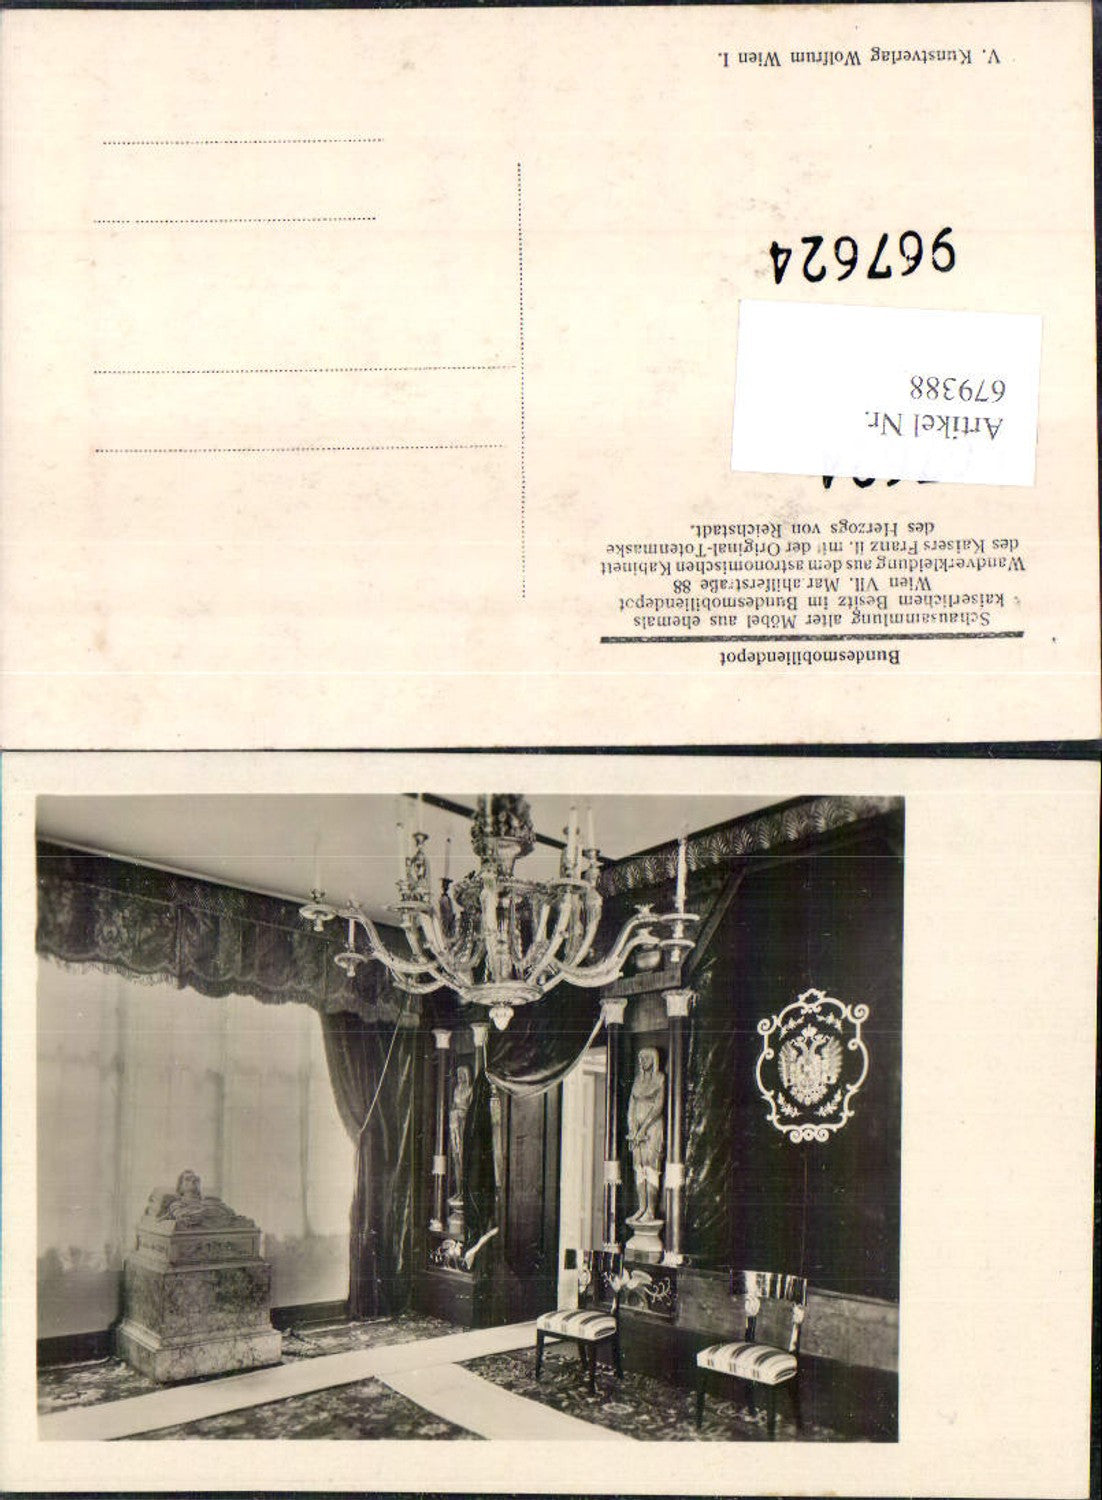 Bundesmobiliendepot
Schausammlung alter Möbel aus ehemals
kaiserlichem Besitz im Bundesmobiliendepot
Wien VII. Mariahilferstraße 88
Wandverkleidung aus dem astronomischen Kabinett
des Kaisers Franz II. mit der Original-Totenmaske
des Herzogs von Reichstadt.
Artikel Nr.
679388
967624
V. Kunstverlag Wolfrum Wien I.